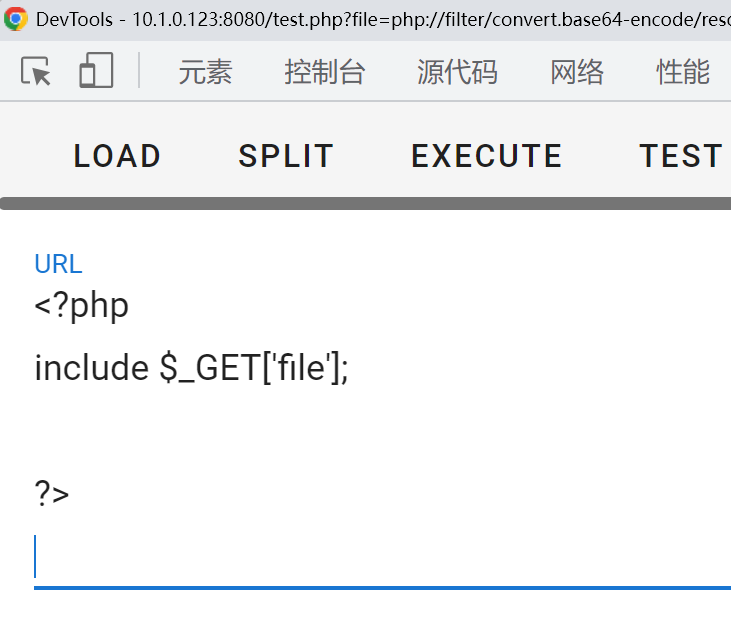 DevTools - 10.1.0.123:8080/test.php?file=php://filter/convert.base64-encode/reso
元素 控制台 源代码 网络 性能
LOAD SPLIT EXECUTE TEST
URL
<?php
include $_GET['file'];
?>